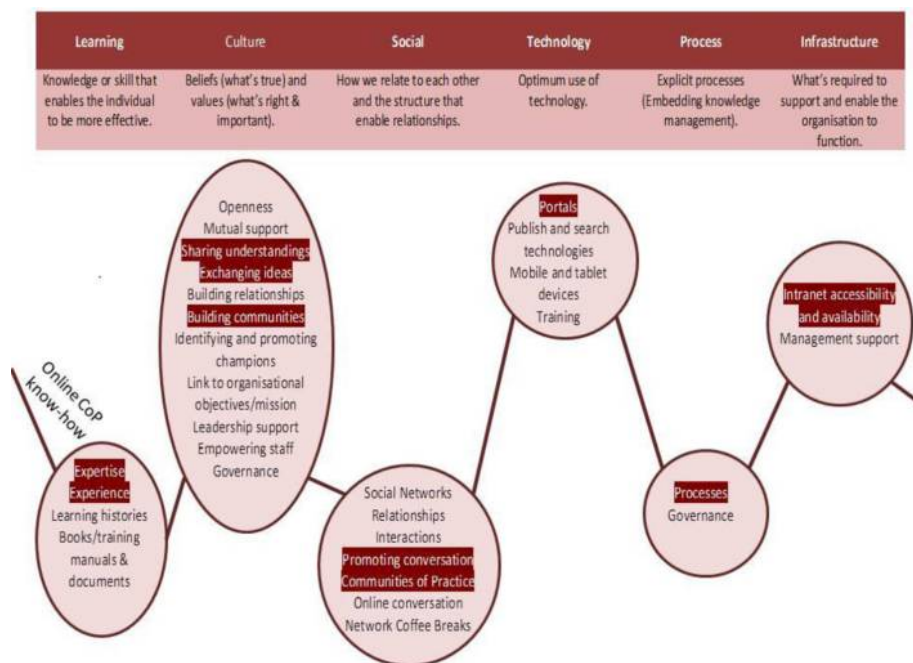 Learning
Knowledge or skill that
enables the individual
to be more effective.
Culture
Beliefs (what's true) and
values (what's right &
important).
Social
How we relate to each other
and the structure that
enable relationships.
Technology
Optimum use of
technology.
Process
Explicit processes
(Embedding knowledge
management).
Infrastructure
What's required to
support and enable the
organisation to
function.
Online CoP
know-how
Expertise
Experience
Learning histories
Books/training
manuals &
documents
Openness
Mutual support
Sharing understandings
Exchanging ideas
Building relationships
Building communities
Identifying and promoting
champions
Link to organisational
objectives/mission
Leadership support
Empowering staff
Governance
Social Networks
Relationships
Interactions
Promoting conversation
Communities of Practice
Online conversation
Network Coffee Breaks
Portals
Publish and search
technologies
Mobile and tablet
devices
Training
Processes
Governance
Intranet accessibility
and availability
Management support